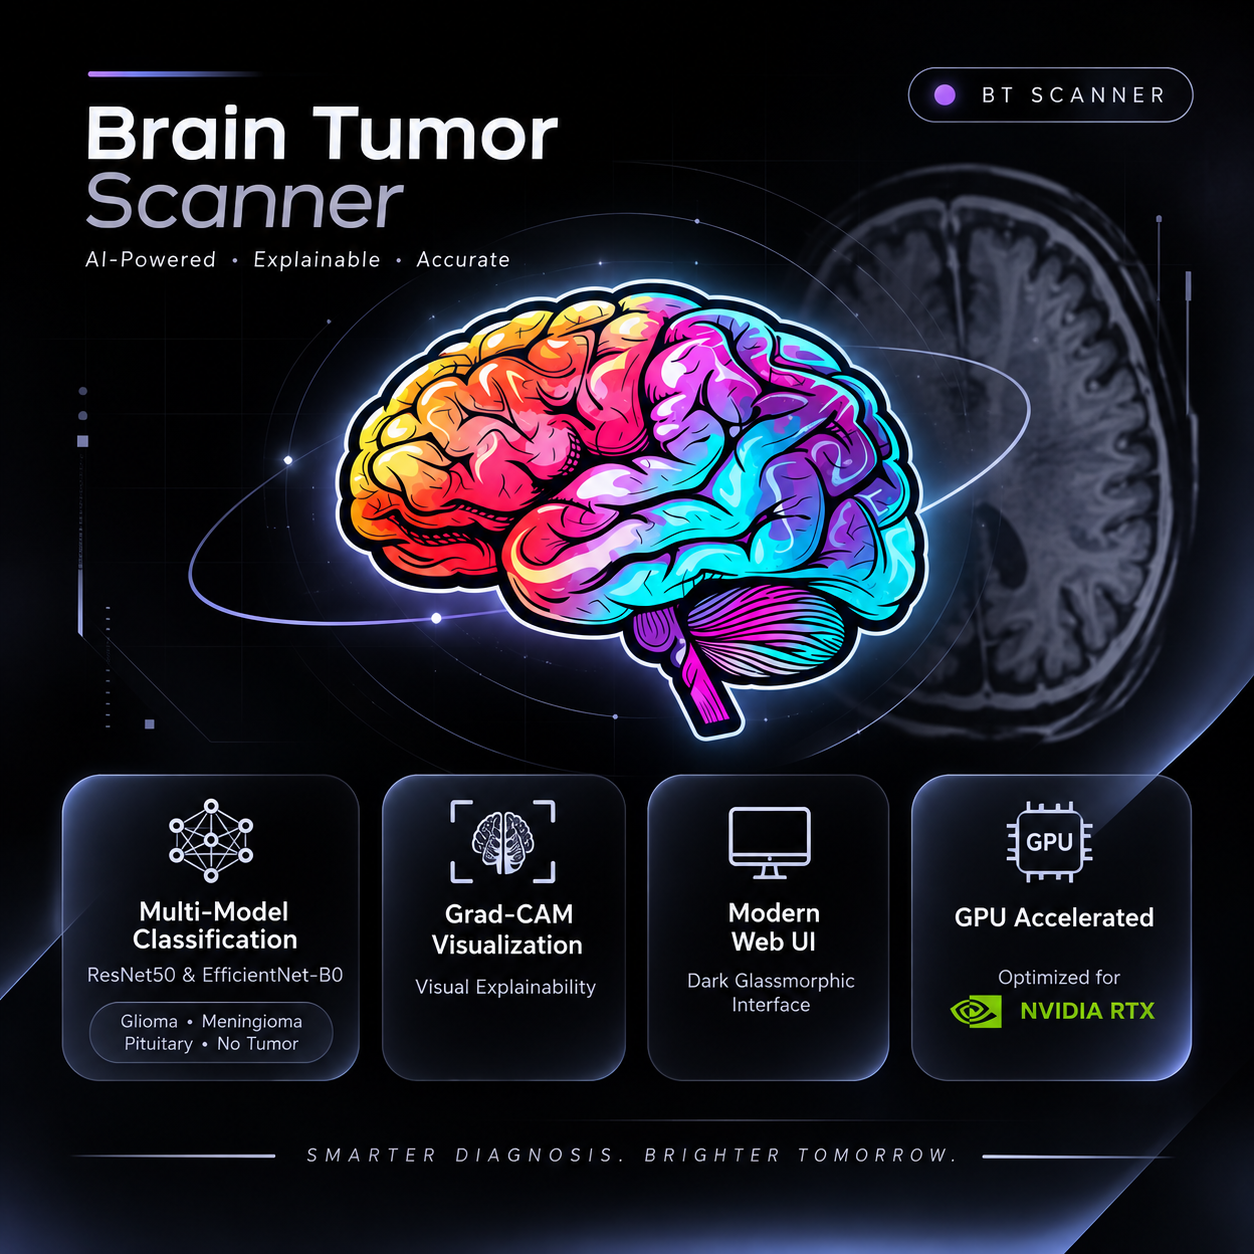 BT SCANNER
Brain Tumor
Scanner
AI-Powered • Explainable • Accurate
Multi-Model
Classification
ResNet50 & EfficientNet-B0
Glioma • Meningioma
Pituitary • No Tumor
Grad-CAM
Visualization
Visual Explainability
Modern
Web UI
Dark Glassmorphic
Interface
GPU
GPU Accelerated
Optimized for
NVIDIA RTX
SMARTER DIAGNOSIS. BRIGHTER TOMORROW.